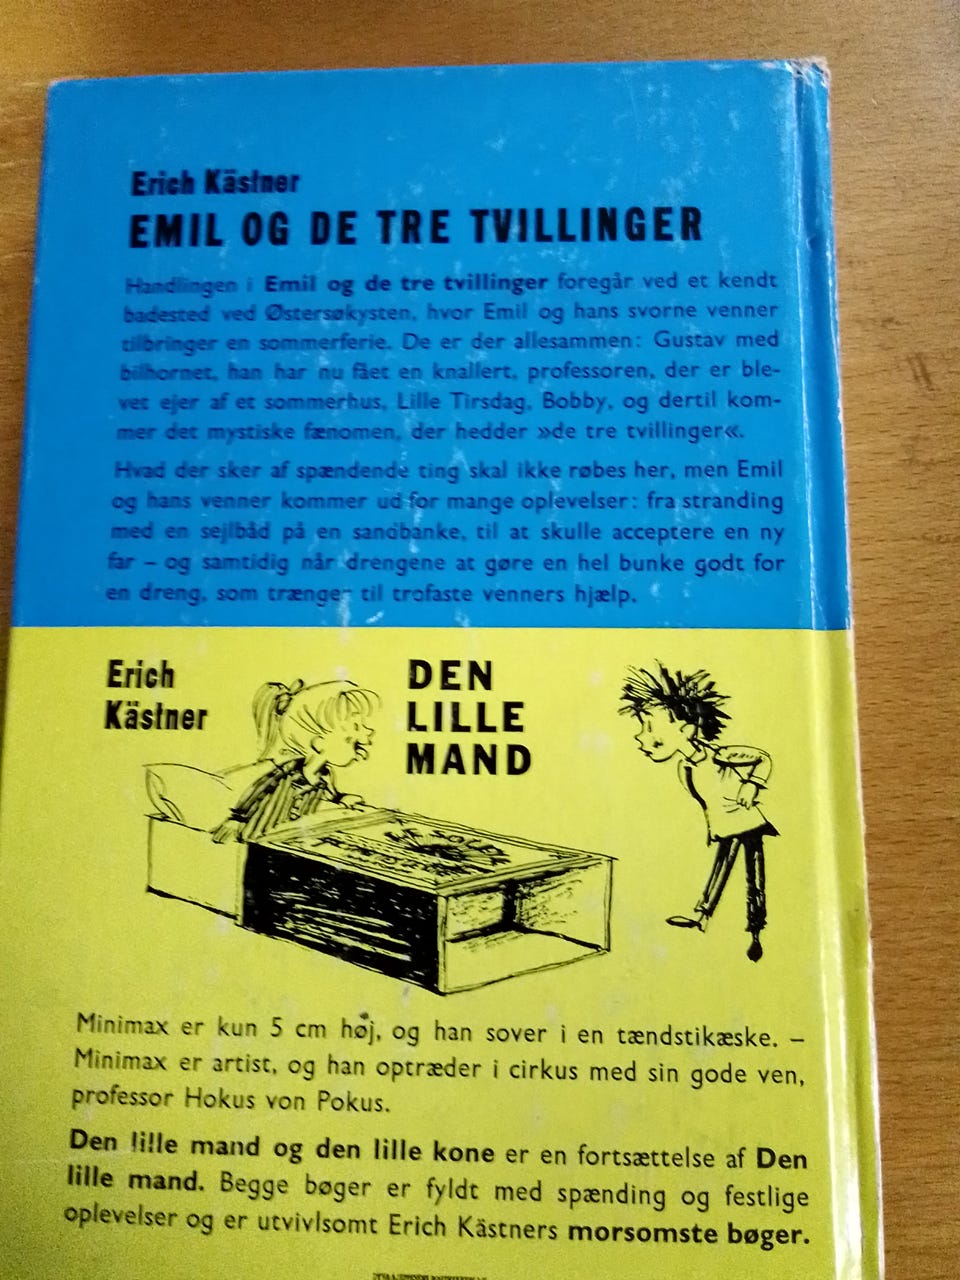 Erich Kästner
EMIL OG DE TRE TVILLINGER
Handlingen i Emil og de tre tvillinger foregår ved et kendt
badested ved Østersøkysten, hvor Emil og hans svorne venner
tilbringer en sommerferie. De er der allesammen: Gustav med
bilhornet, han har nu fået en knallert, professoren, der er ble-
vet ejer af et sommerhus, Lille Tirsdag, Bobby, og dertil kom-
mer det mystiske fænomen, der hedder »de tre tvillinger«.
Hvad der sker af spændende ting skal ikke røbes her, men Emil
og hans venner kommer ud for mange oplevelser: fra stranding
med en sejlbåd på en sandbanke, til at skulle acceptere en ny
far – og samtidig når drengene at gøre en hel bunke godt for
en dreng, som trænger til trofaste venners hjælp.
Erich
Kästner
DEN
LILLE
MAND
Minimax er kun 5 cm høj, og han sover i en tændstikæske. –
Minimax er artist, og han optræder i cirkus med sin gode ven,
professor Hokus von Pokus.
Den lille mand og den lille kone er en fortsættelse af Den
lille mand. Begge bøger er fyldt med spænding og festlige
oplevelser og er utvivlsomt Erich Kästners morsomste bøger.